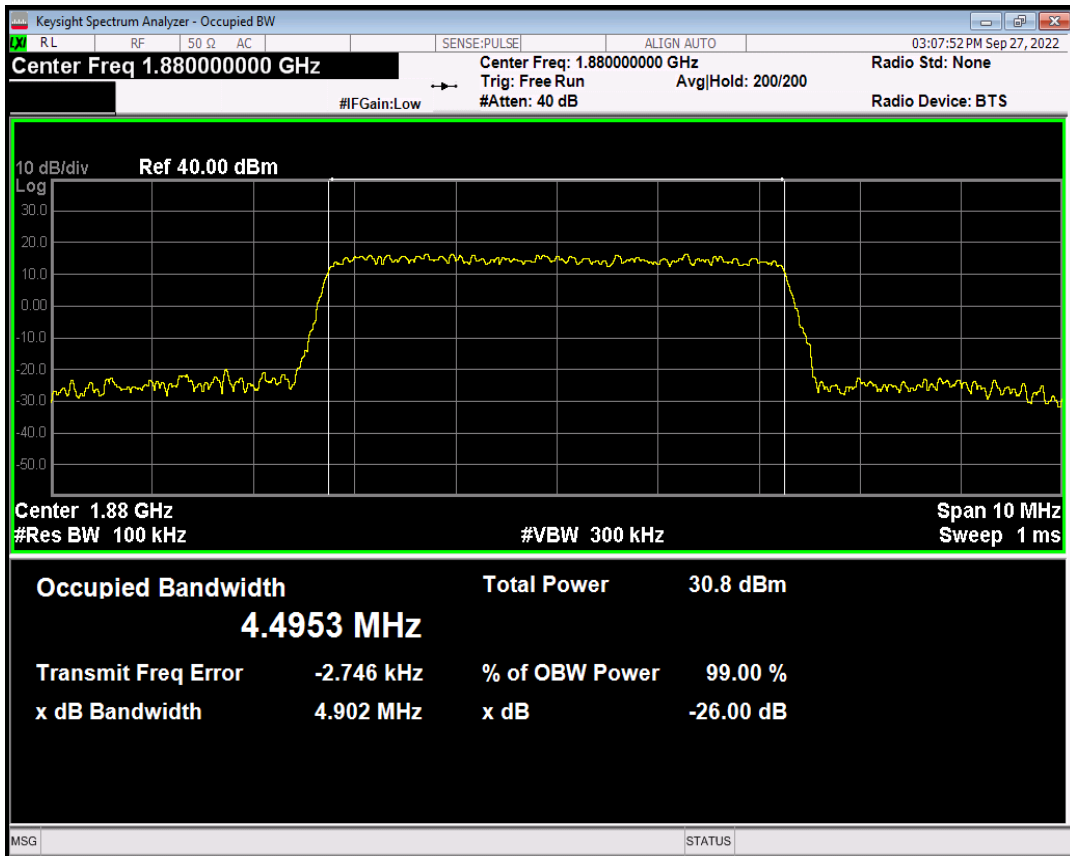 Keysight Spectrum Analyzer - Occupied BW
LXI RL RF 50 Ω AC SENSE:PULSE ALIGN AUTO 03:07:52 PM Sep 27, 2022
Center Freq 1.880000000 GHz Center Freq: 1.880000000 GHz Radio Std: None
Trig: Free Run Avg|Hold: 200/200
#IFGain:Low #Atten: 40 dB Radio Device: BTS
10 dB/div Ref 40.00 dBm
Log
30.0
20.0
10.0
0.00
-10.0
-20.0
-30.0
-40.0
-50.0
Center 1.88 GHz Span 10 MHz
#Res BW 100 kHz #VBW 300 kHz Sweep 1 ms
Occupied Bandwidth Total Power 30.8 dBm
4.4953 MHz
Transmit Freq Error -2.746 kHz % of OBW Power 99.00 %
x dB Bandwidth 4.902 MHz x dB -26.00 dB
MSG STATUS